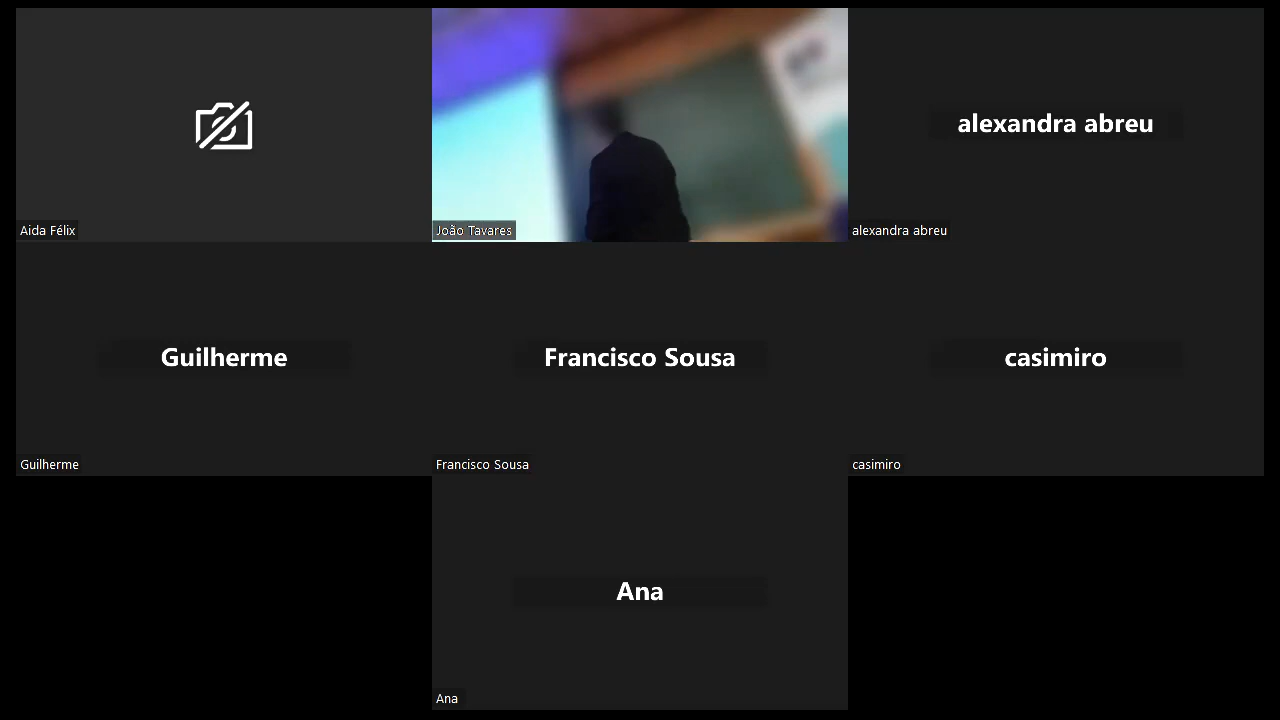 Aida Félix
João Tavares
alexandra abreu
alexandra abreu
Guilherme
Guilherme
Francisco Sousa
Francisco Sousa
casimiro
casimiro
Ana
Ana